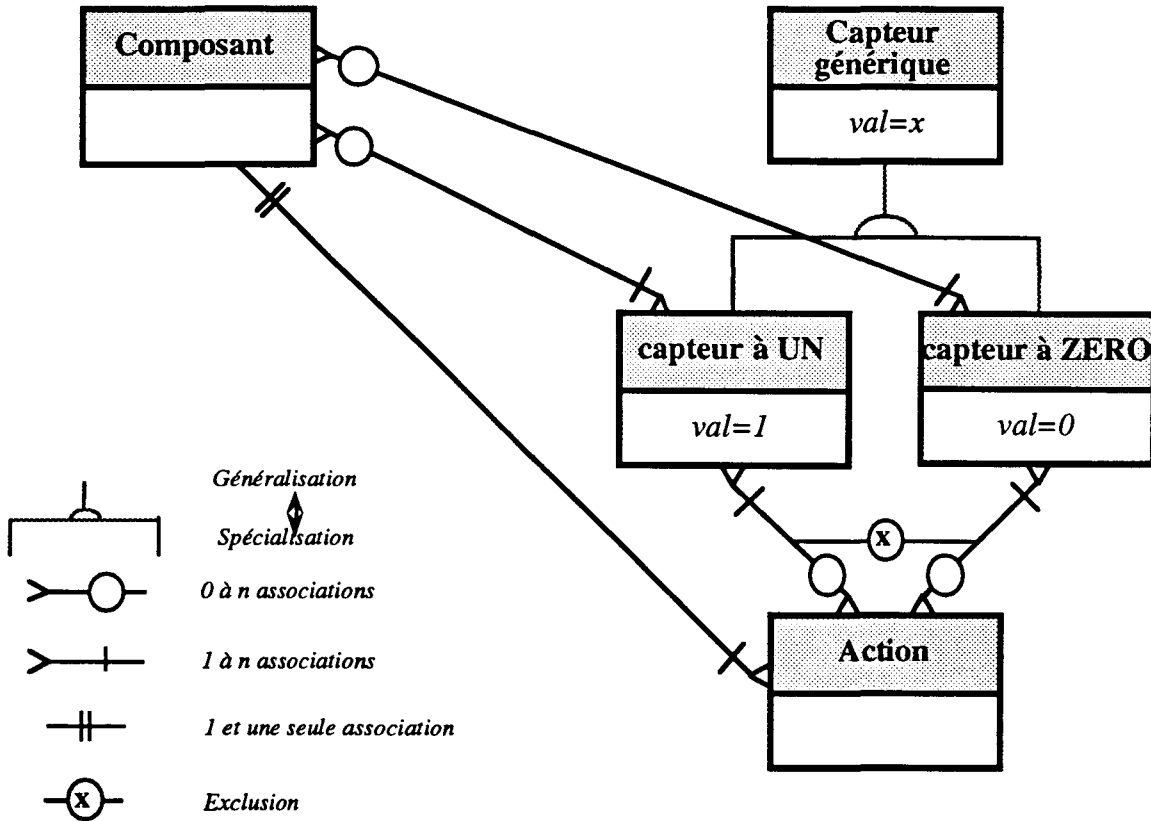 Composant
Capteur
générique
val=x
capteur à UN
val=1
capteur à ZERO
val=0
x
Action
Généralisation
Spécialisation
0 à n associations
1 à n associations
1 et une seule association
x
Exclusion